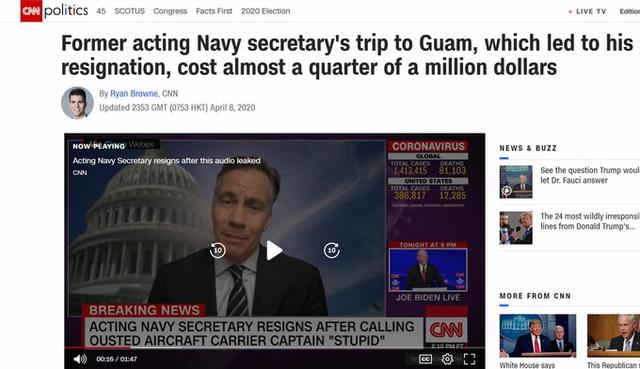 CNN politics 45 SCOTUS Congress Facts First 2020 Election LIVE TV Edition
Former acting Navy secretary's trip to Guam, which led to his
resignation, cost almost a quarter of a million dollars
By Ryan Browne, CNN
Updated 2353 GMT (0753 HKT) April 8, 2020
NOW PLAYING
Webex
Acting Navy Secretary resigns after this audio leaked
CNN
CORONAVIRUS
GLOBAL
TOTAL CASES DEATHS
1,413,415 81,103
UNITED STATES
TOTAL CASES DEATHS
386,817 12,285
SOURCE: JOHNS HOPKINS UNIVERSITY
10
10
TONIGHT AT 9 PM
JOE BIDEN LIVE
BREAKING NEWS
ACTING NAVY SECRETARY RESIGNS AFTER CALLING
OUSTED AIRCRAFT CARRIER CAPTAIN "STUPID"
CNN
2:10 PM PT
00:16 / 01:47
CC
NEWS & BUZZ
See the question Trump woul
let Dr. Fauci answer
The 24 most wildly irresponsi
lines from Donald Trump's...
MORE FROM CNN
White House says
This Republican s